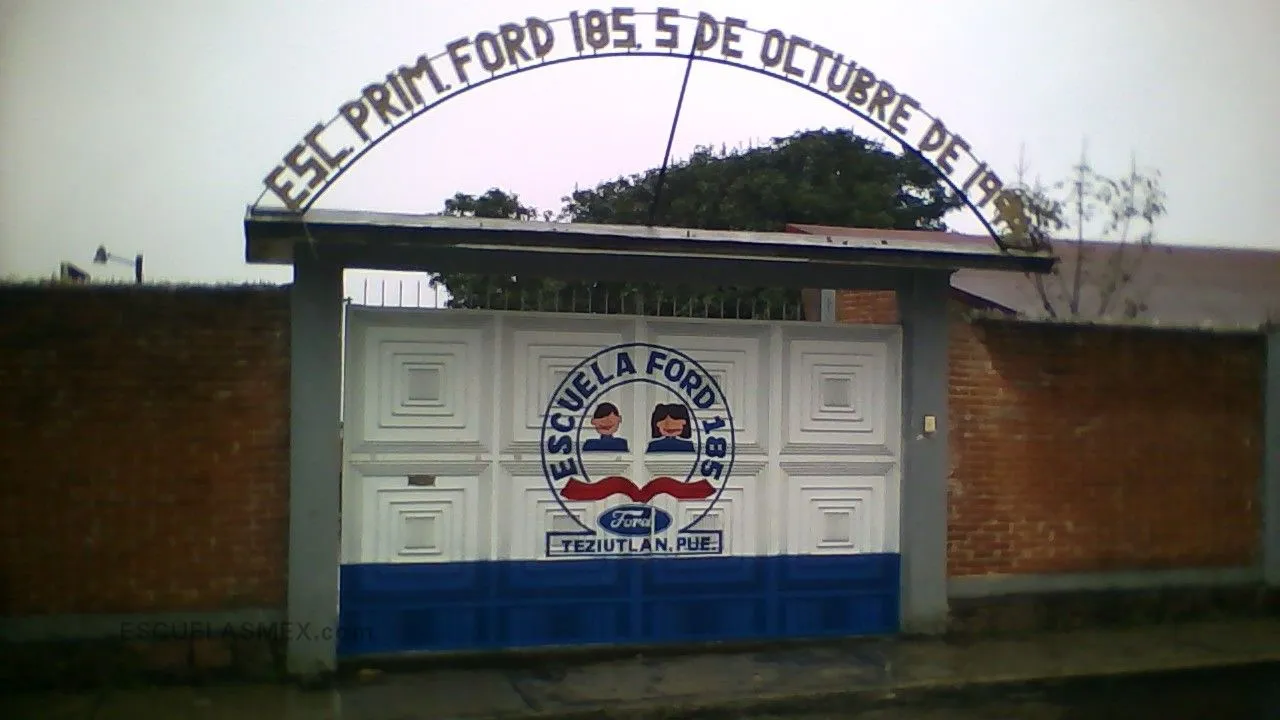 ESC. PRIM. FORD 185. 5 DE OCTUBRE DE
ESCUELA FORD 185
Ford
TEZIUTLAN. PUE.
ESCUELASMEX.com